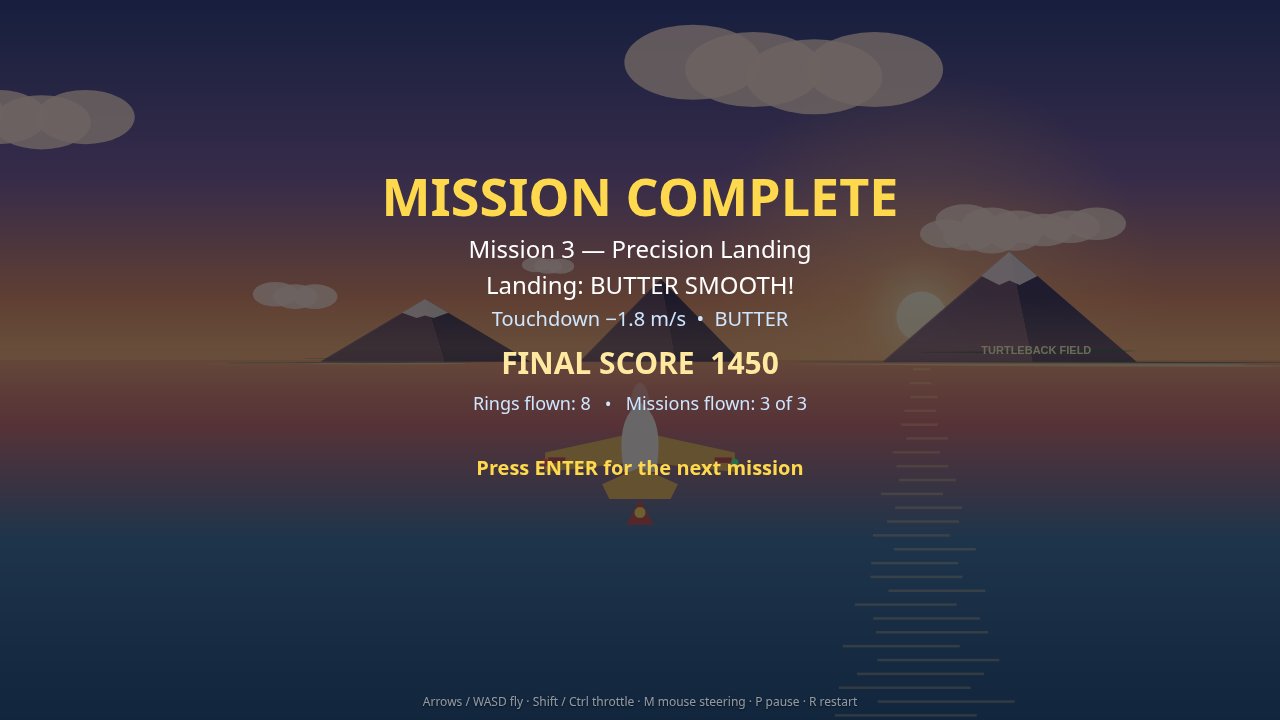 MISSION COMPLETE
Mission 3 — Precision Landing
Landing: BUTTER SMOOTH!
Touchdown −1.8 m/s • BUTTER
TURTLEBACK FIELD
FINAL SCORE 1450
Rings flown: 8 • Missions flown: 3 of 3
Press ENTER for the next mission
Arrows / WASD fly · Shift / Ctrl throttle · M mouse steering · P pause · R restart